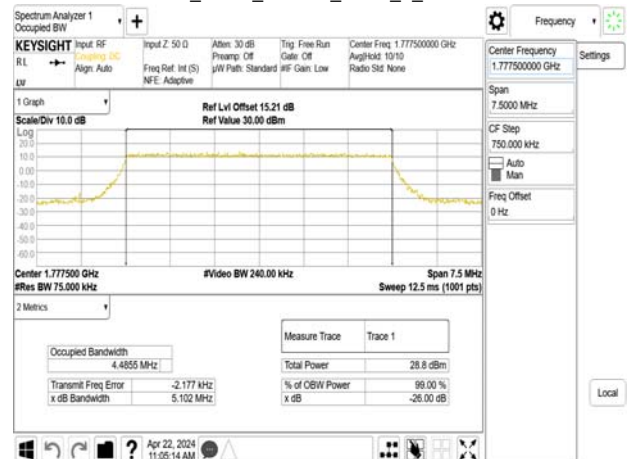 Spectrum Analyzer 1
Occupied BW
Frequency
KEYSIGHT
Input: RF
Coupling: DC
Align: Auto
Input Z: 50 Ω
Freq Ref: Int (S)
NFE: Adaptive
Atten: 30 dB
Preamp: Off
µW Path: Standard
Trig: Free Run
Gate: Off
#IF Gain: Low
Center Freq: 1.777500000 GHz
Avg|Hold: 10/10
Radio Std: None
RL
LV
Center Frequency
1.777500000 GHz
Settings
Span
7.5000 MHz
CF Step
750.000 kHz
Auto
Man
Freq Offset
0 Hz
1 Graph
Scale/Div 10.0 dB
Ref Lvl Offset 15.21 dB
Ref Value 30.00 dBm
Log
20.0
10.0
0.00
-10.0
-20.0
-30.0
-40.0
-50.0
-60.0
Center 1.777500 GHz
#Res BW 75.000 kHz
#Video BW 240.00 kHz
Span 7.5 MHz
Sweep 12.5 ms (1001 pts)
2 Metrics
Measure Trace
Trace 1
Occupied Bandwidth
4.4855 MHz
Total Power
28.8 dBm
Transmit Freq Error
-2.177 kHz
% of OBW Power
99.00 %
x dB Bandwidth
5.102 MHz
x dB
-26.00 dB
Local
Apr 22, 2024
11:05:14 AM